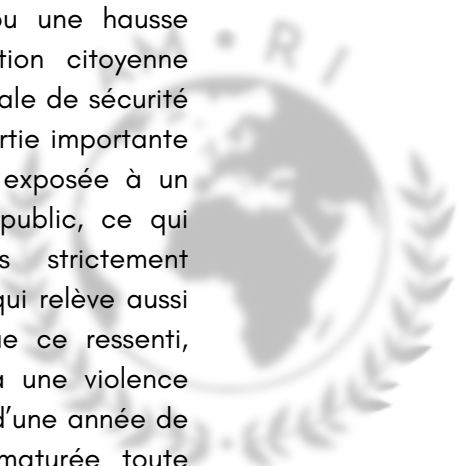 ou une hausse
tion citoyenne
ale de sécurité
rtie importante
exposée à un
public, ce qui
s strictement
qui relève aussi
ue ce ressenti,
à une violence
d’une année de
maturée toute
M • R I